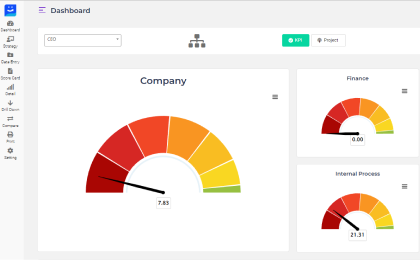 Dashboard
Dashboard
Strategy
Data Entry
Score Card
Detail
Drill Down
Compare
Print
Setting
CEO
KPI
Project
Company
7.83
Finance
0.00
Internal Process
21.31